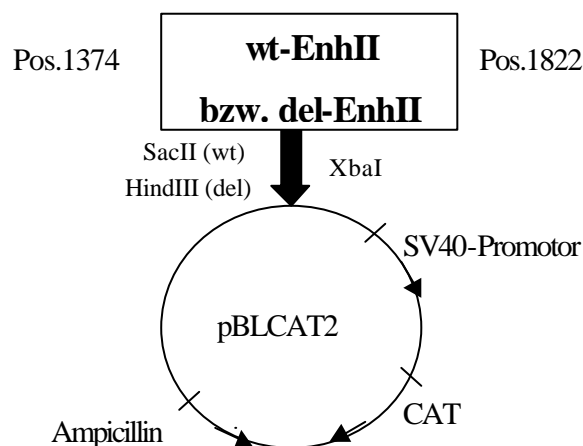 wt-EnhII
Pos.1374
Pos.1822
bzw. del-EnhII
SacII (wt)
XbaI
HindIII (del)
SV40-Promotor
pBLCAT2
CAT
Ampicillin